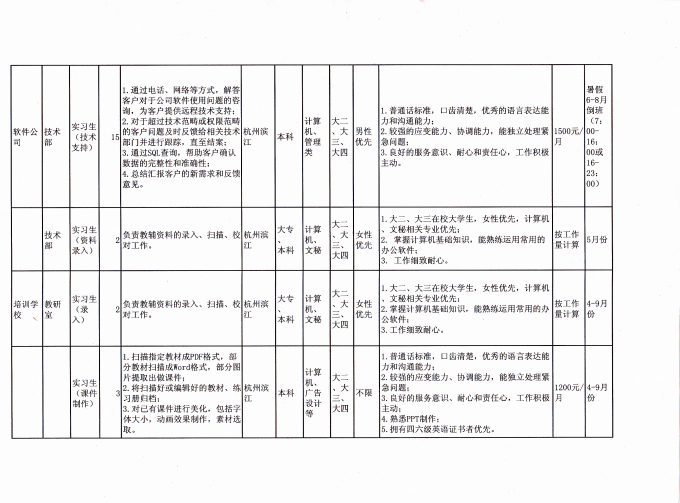 软件公司
技术部
实习生（技术支持）
15
1.通过电话、网络等方式，解答
客户对于公司软件使用问题的咨
询，为客户提供远程技术支持；
2.对于超过技术范畴或权限范畴
的客户问题及时反馈给相关技术
部门并进行跟踪，直至结案；
3.通过SQL查询，帮助客户确认
数据的完整性和准确性；
4.总结汇报客户的新需求和反馈
意见。
杭州滨江
本科
计算机、管理类
大二、大三、大四
男性优先
1.普通话标准，口齿清楚，优秀的语言表达能
力和沟通能力；
2.较强的应变能力、协调能力，能独立处理紧
急问题；
3.良好的服务意识、耐心和责任心，工作积极
主动。
1500元/月
暑假
6-8月
倒班
（7：
00-
16：
00或
16-
23：
00）
技术部
实习生（资料录入）
2
负责教辅资料的录入、扫描、校
对工作。
杭州滨江
大专、本科
计算机、文秘
大二、大三、大四
女性优先
1.大二、大三在校大学生，女性优先，计算机
、文秘相关专业优先；
2. 掌握计算机基础知识，能熟练运用常用的
办公软件；
3. 工作细致耐心。
按工作量计算
5月份
培训学校
教研室
实习生（录入）
2
负责教辅资料的录入、扫描、校
对工作。
杭州滨江
大专、本科
计算机、文秘
大二、大三、大四
女性优先
1.大二、大三在校大学生，女性优先，计算机
、文秘相关专业优先；
2.掌握计算机基础知识，能熟练运用常用的办
公软件；
3.工作细致耐心。
按工作量计算
4-9月份
实习生（课件制作）
3
1.扫描指定教材成PDF格式，部
分教材扫描成Word格式，部分图
片提取出做课件；
2.将扫描好或编辑好的教材、练
习册归档；
3.对已有课件进行美化，包括字
体大小，动画效果制作，素材选
取。
杭州滨江
本科
计算机、广告设计等
大二、大三、大四
不限
1.普通话标准，口齿清楚，优秀的语言表达能
力和沟通能力；
2.较强的应变能力、协调能力，能独立处理紧
急问题；
3.良好的服务意识、耐心和责任心，工作积极
主动；
4.熟悉PPT制作；
5.拥有四六级英语证书者优先。
1200元/月
4-9月份